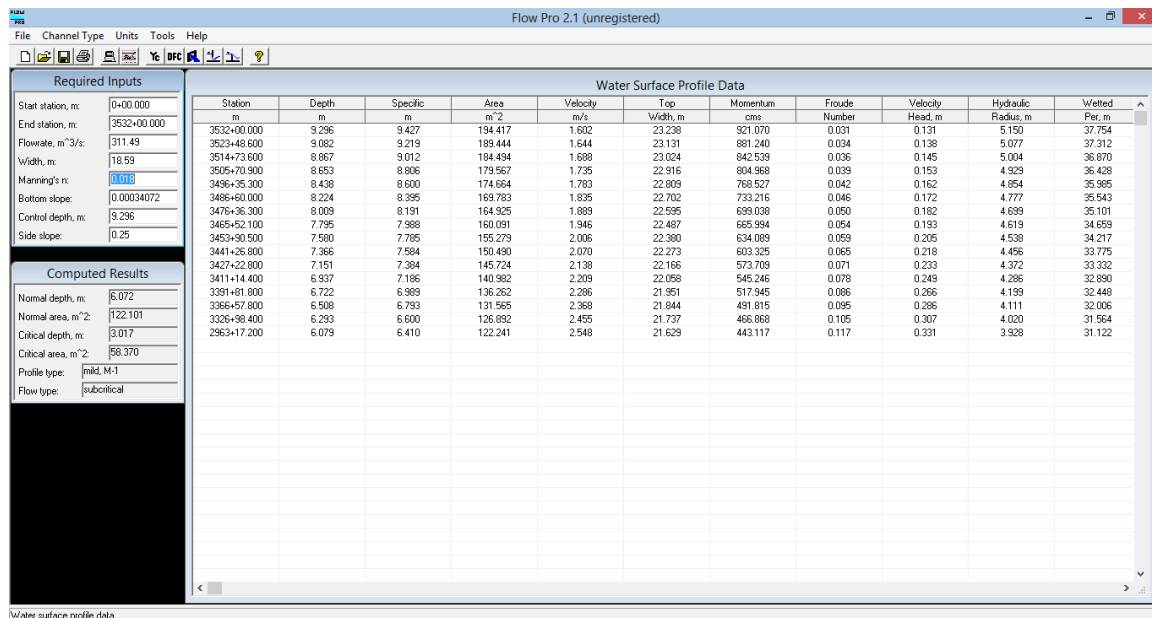 FLOW
PRO
Flow Pro 2.1 (unregistered)
File Channel Type Units Tools Help
Yc DFC ?
Required Inputs
Start station, m: 0+00.000
End station, m: 3532+00.000
Flowrate, m^3/s: 311.49
Width, m: 18.59
Manning's n: 0.018
Bottom slope: 0.00034072
Control depth, m: 9.296
Side slope: 0.25
Computed Results
Normal depth, m: 6.072
Normal area, m^2: 122.101
Critical depth, m: 3.017
Critical area, m^2: 58.370
Profile type: mild, M-1
Flow type: subcritical
Water Surface Profile Data
Station Depth Specific Area Velocity Top Momentum Froude Velocity Hydraulic Wetted
m m m m^2 m/s Width, m cms Number Head, m Radius, m Per, m
3532+00.000 9.296 9.427 194.417 1.602 23.238 921.070 0.031 0.131 5.150 37.754
3523+48.600 9.082 9.219 189.444 1.644 23.131 881.240 0.034 0.138 5.077 37.312
3514+73.600 8.867 9.012 184.494 1.688 23.024 842.539 0.036 0.145 5.004 36.870
3505+70.900 8.653 8.806 179.567 1.735 22.916 804.968 0.039 0.153 4.929 36.428
3496+35.300 8.438 8.600 174.664 1.783 22.809 768.527 0.042 0.162 4.854 35.985
3486+60.000 8.224 8.395 169.783 1.835 22.702 733.216 0.046 0.172 4.777 35.543
3476+36.300 8.009 8.191 164.925 1.889 22.595 699.038 0.050 0.182 4.699 35.101
3465+52.100 7.795 7.988 160.091 1.946 22.487 665.994 0.054 0.193 4.619 34.659
3453+90.500 7.580 7.785 155.279 2.006 22.380 634.089 0.059 0.205 4.538 34.217
3441+26.800 7.366 7.584 150.490 2.070 22.273 603.325 0.065 0.218 4.456 33.775
3427+22.800 7.151 7.384 145.724 2.138 22.166 573.709 0.071 0.233 4.372 33.332
3411+14.400 6.937 7.186 140.982 2.209 22.058 545.246 0.078 0.249 4.286 32.890
3391+81.800 6.722 6.989 136.262 2.286 21.951 517.945 0.086 0.266 4.199 32.448
3366+57.800 6.508 6.793 131.565 2.368 21.844 491.815 0.095 0.286 4.111 32.006
3326+98.400 6.293 6.600 126.892 2.455 21.737 466.868 0.105 0.307 4.020 31.564
2963+17.200 6.079 6.410 122.241 2.548 21.629 443.117 0.117 0.331 3.928 31.122
Water surface profile data